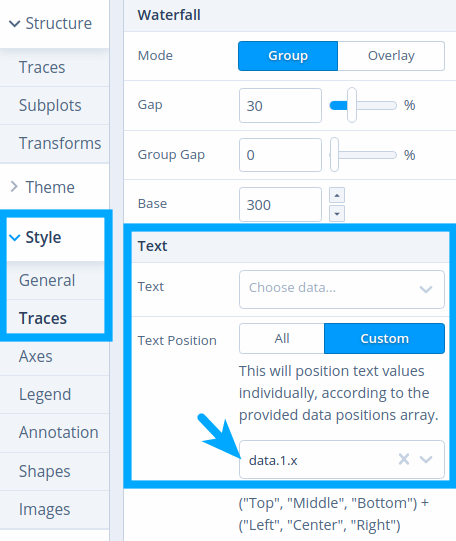 Structure
Traces
Subplots
Transforms
Theme
Style
General
Traces
Axes
Legend
Annotation
Shapes
Images
Waterfall
Mode Group Overlay
Gap 30 %
Group Gap 0 %
Base 300
Text
Text Choose data...
Text Position All Custom
This will position text values
individually, according to the
provided data positions array.
data.1.x
("Top", "Middle", "Bottom") +
("Left", "Center", "Right")